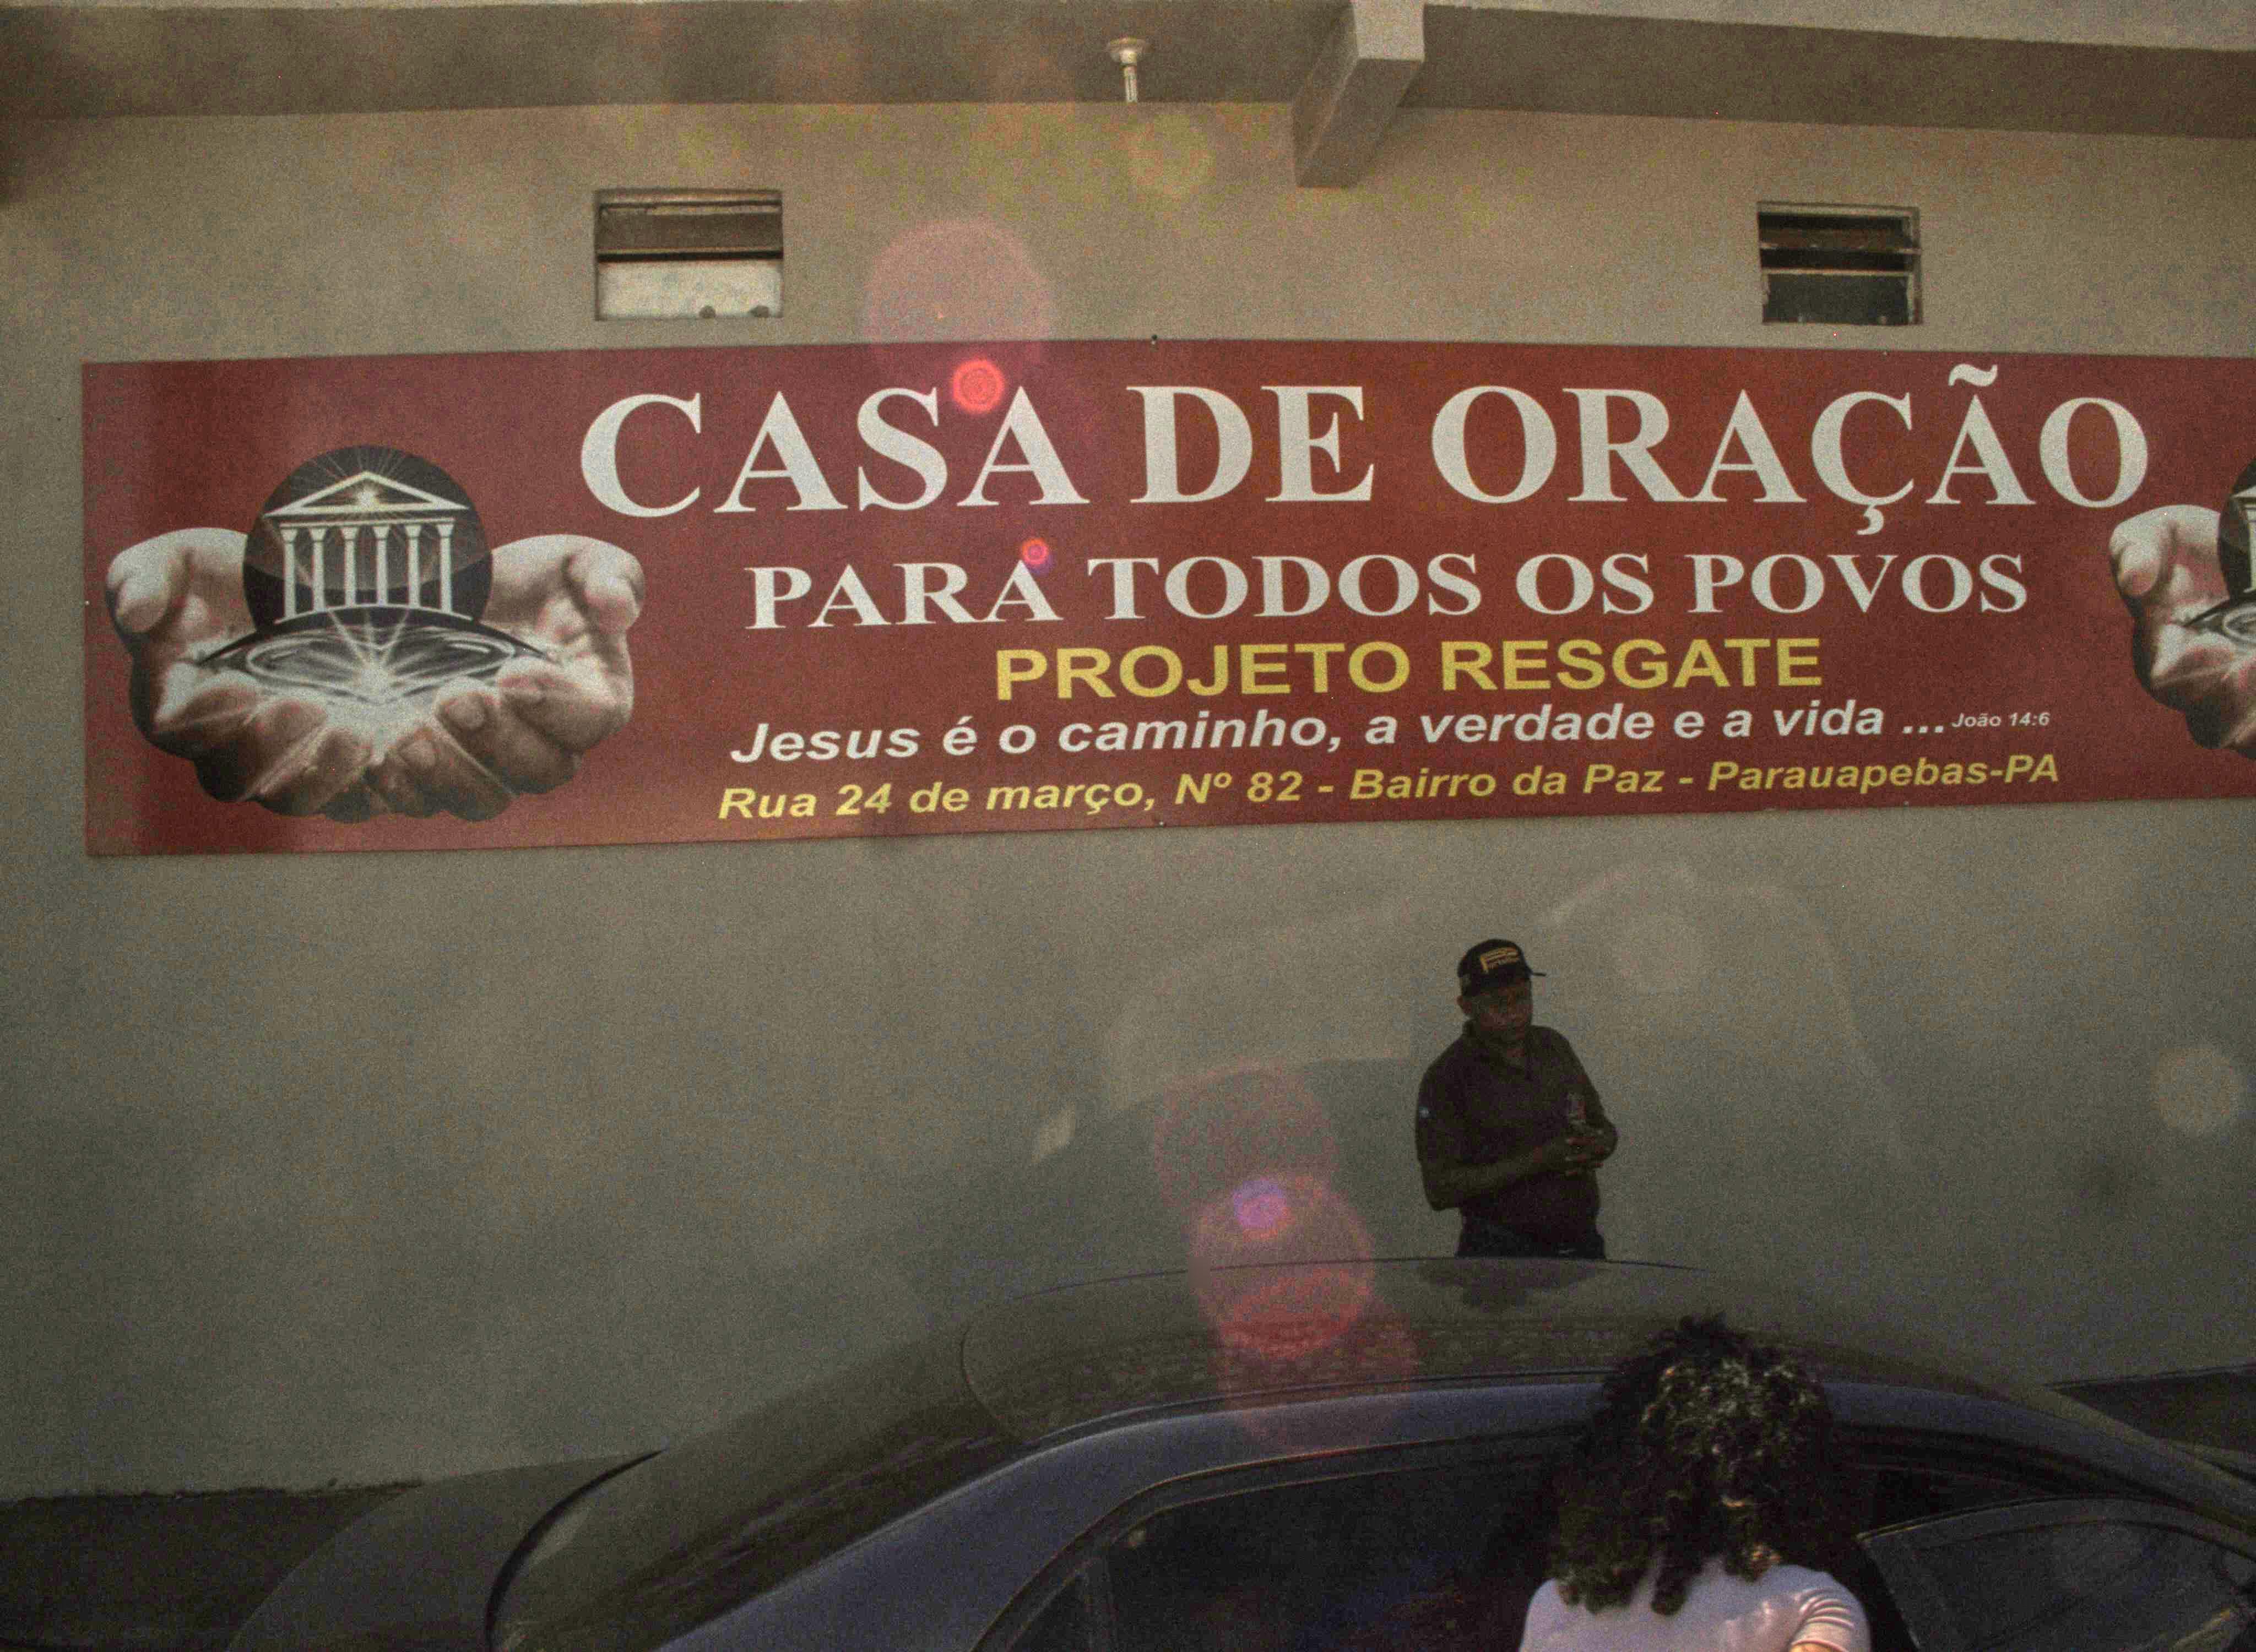 CASA DE ORAÇÃO
PARA TODOS OS POVOS
PROJETO RESGATE
Jesus é o caminho, a verdade e a vida ... João 14:6
Rua 24 de março, Nº 82 - Bairro da Paz - Parauapebas-PA